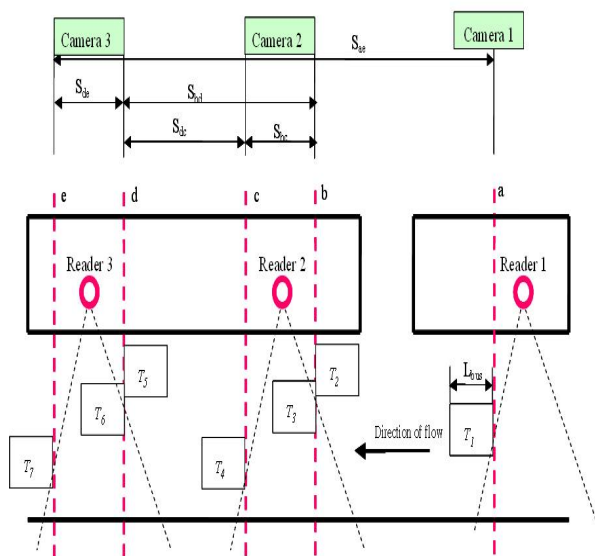 Camera 3
Camera 2
Camera 1
Sae
Sde
Sbd
Sdc
Sbc
e
d
c
b
a
Reader 3
Reader 2
Reader 1
T5
T2
Lbus
T6
T3
T1
Direction of flow
T7
T4